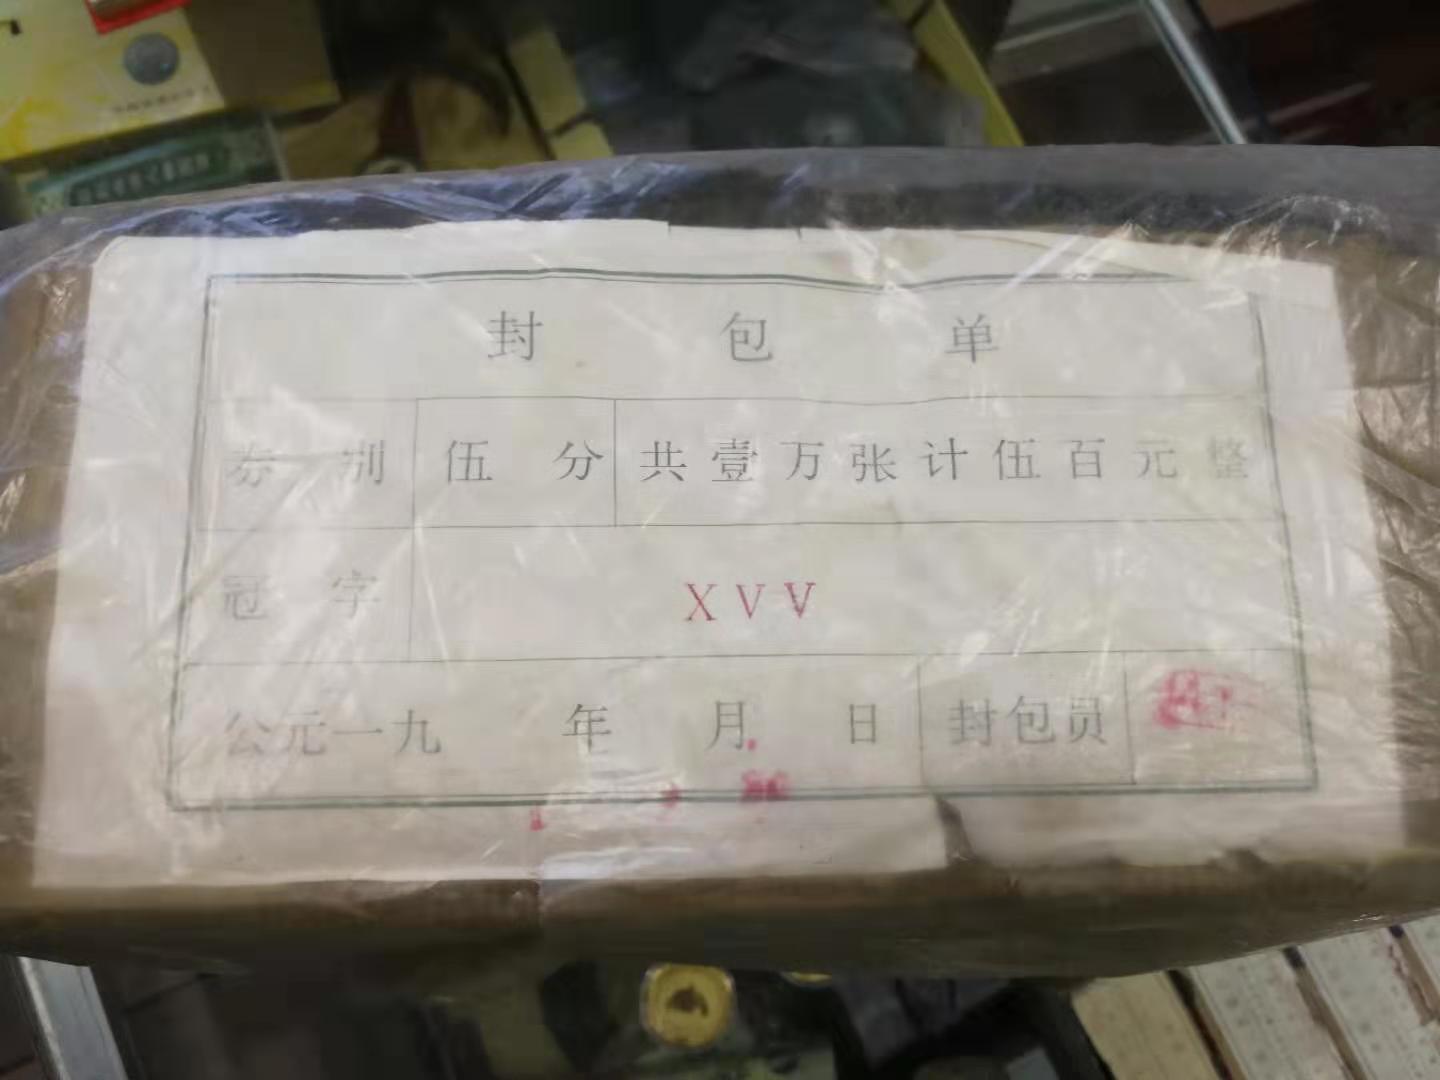 封包单
券别 伍分 共壹万张计伍百元整
冠字 XVV
公元一九 年 月 日 封包员